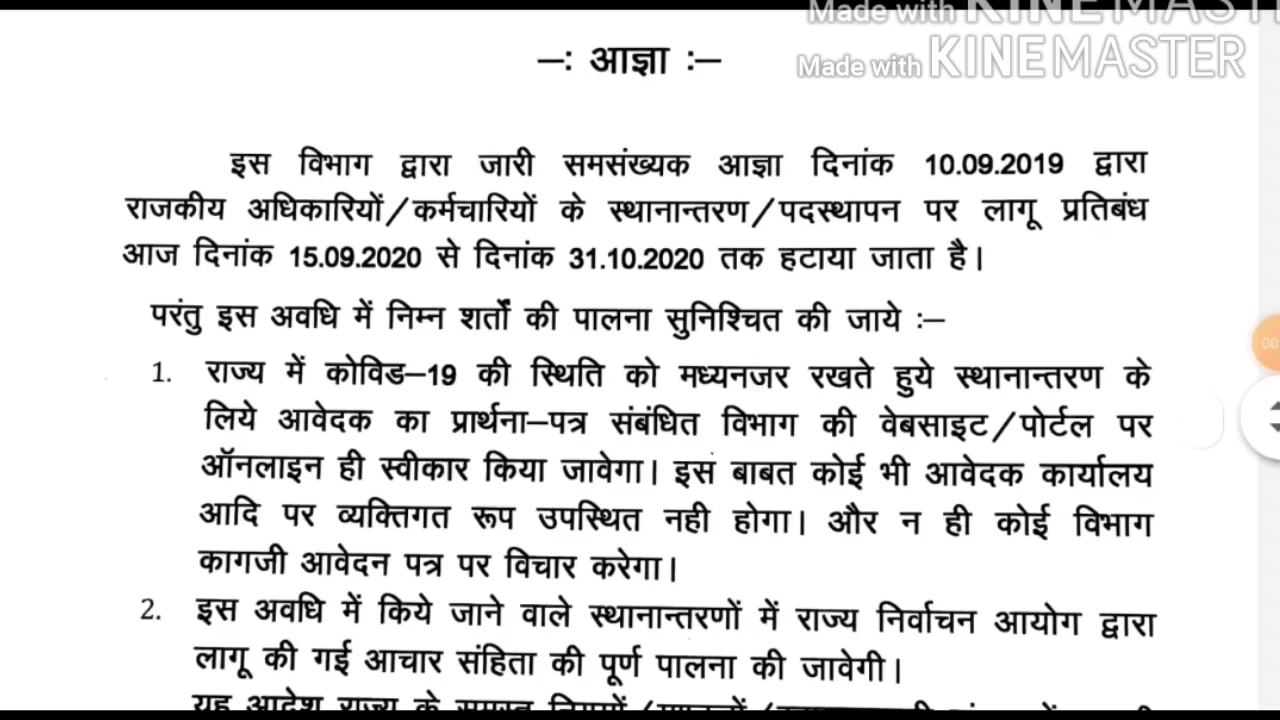 Made with KINEMASTER
Made with KINEMASTER
—: आज्ञा :—
इस विभाग द्वारा जारी समसंख्यक आज्ञा दिनांक 10.09.2019 द्वारा
राजकीय अधिकारियों/कर्मचारियों के स्थानान्तरण/पदस्थापन पर लागू प्रतिबंध
आज दिनांक 15.09.2020 से दिनांक 31.10.2020 तक हटाया जाता है।
परंतु इस अवधि में निम्न शर्तों की पालना सुनिश्चित की जाये :—
1. राज्य में कोविड—19 की स्थिति को मध्यनजर रखते हुये स्थानान्तरण के
लिये आवेदक का प्रार्थना—पत्र संबंधित विभाग की वेबसाइट/पोर्टल पर
ऑनलाइन ही स्वीकार किया जावेगा। इस बाबत कोई भी आवेदक कार्यालय
आदि पर व्यक्तिगत रूप उपस्थित नही होगा। और न ही कोई विभाग
कागजी आवेदन पत्र पर विचार करेगा।
2. इस अवधि में किये जाने वाले स्थानान्तरणों में राज्य निर्वाचन आयोग द्वारा
लागू की गई आचार संहिता की पूर्ण पालना की जावेगी।
यह आदेश राज्य के समस्त
00